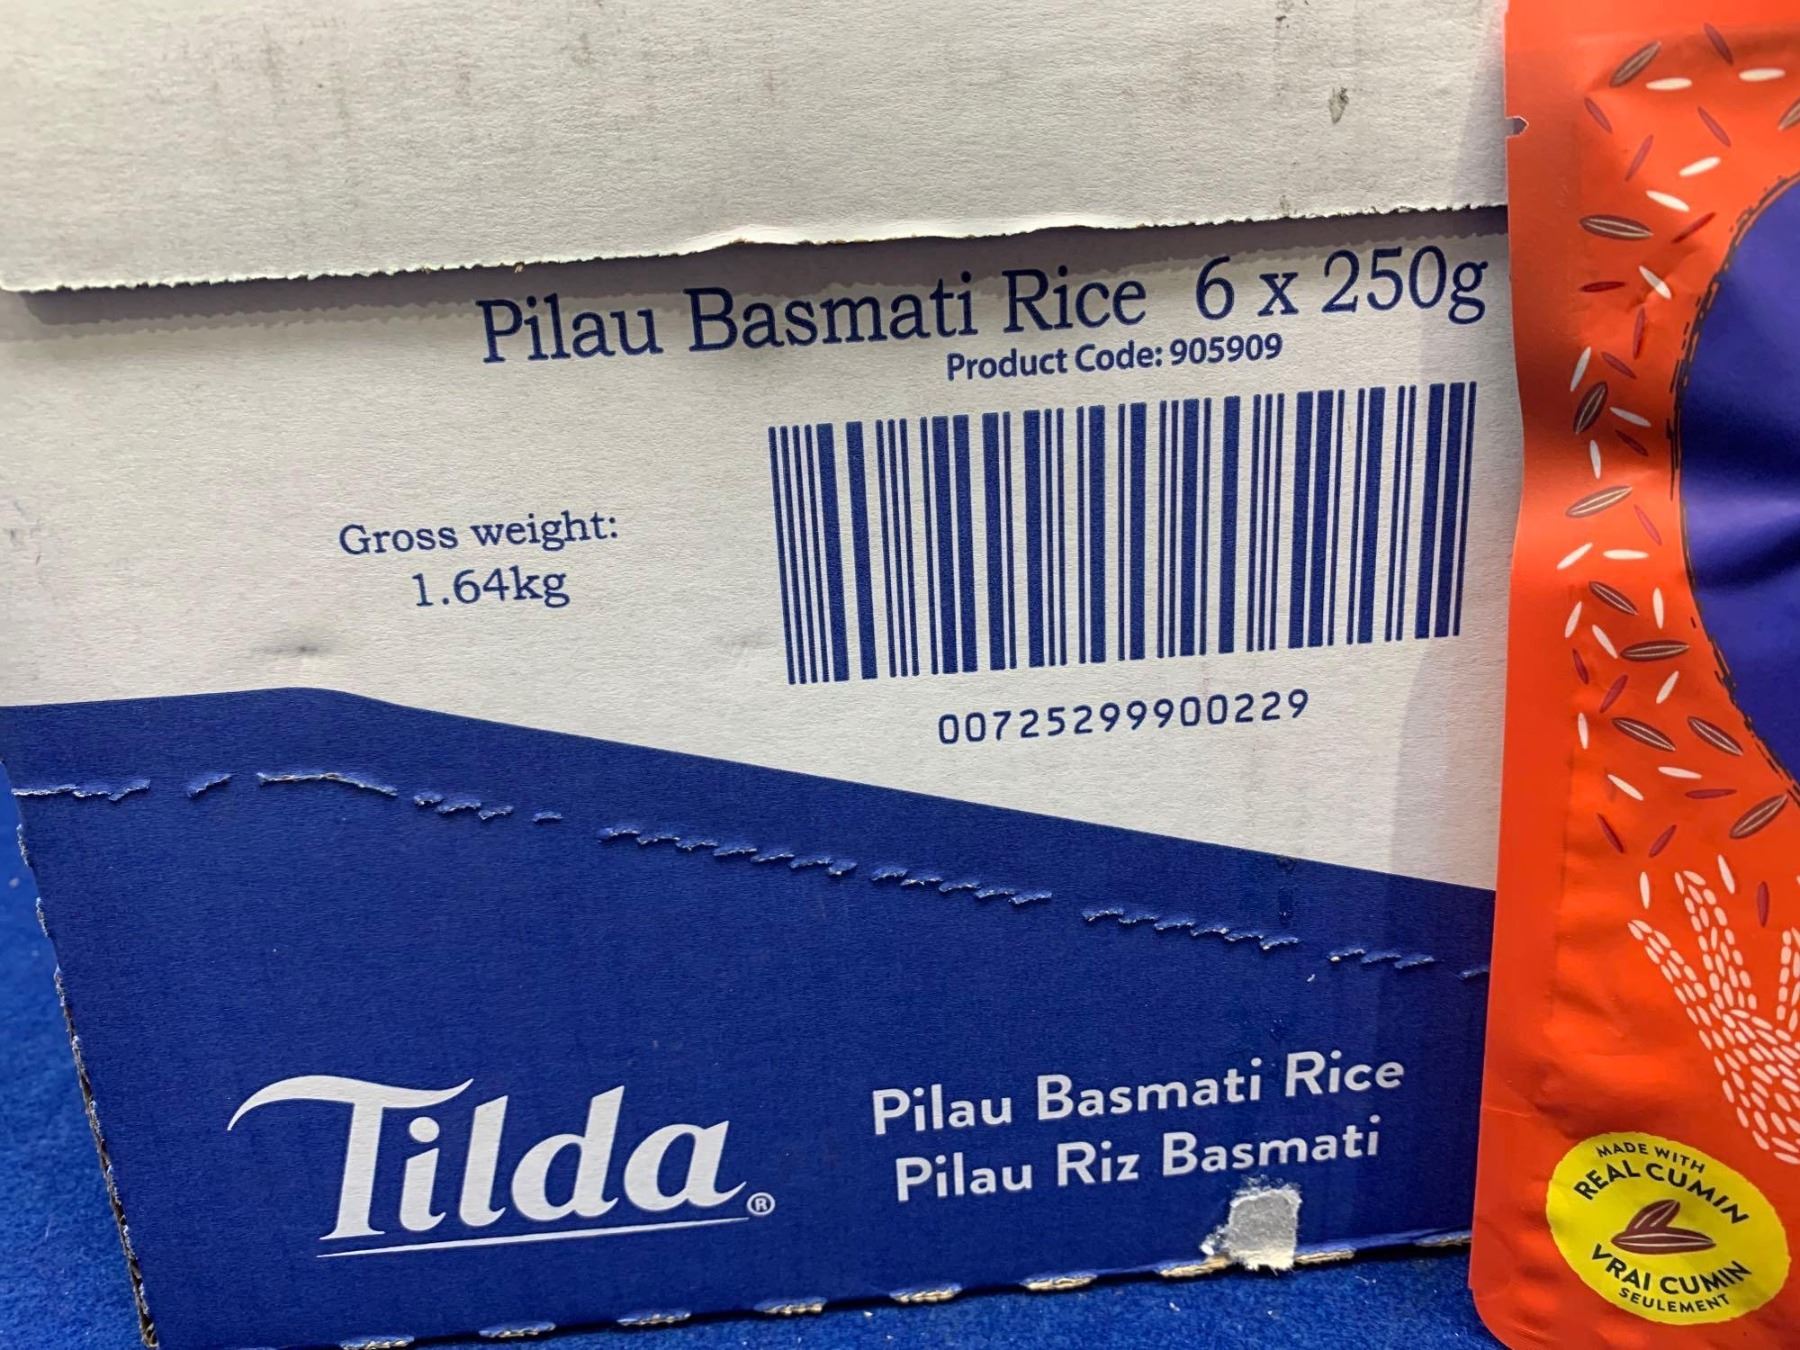 Pilau Basmati Rice 6 x 250g
Product Code: 905909
Gross weight:
1.64kg
00725299900229
Tilda®
Pilau Basmati Rice
Pilau Riz Basmati
MADE WITH
REAL CUMIN
VRAI CUMIN
SEULEMENT